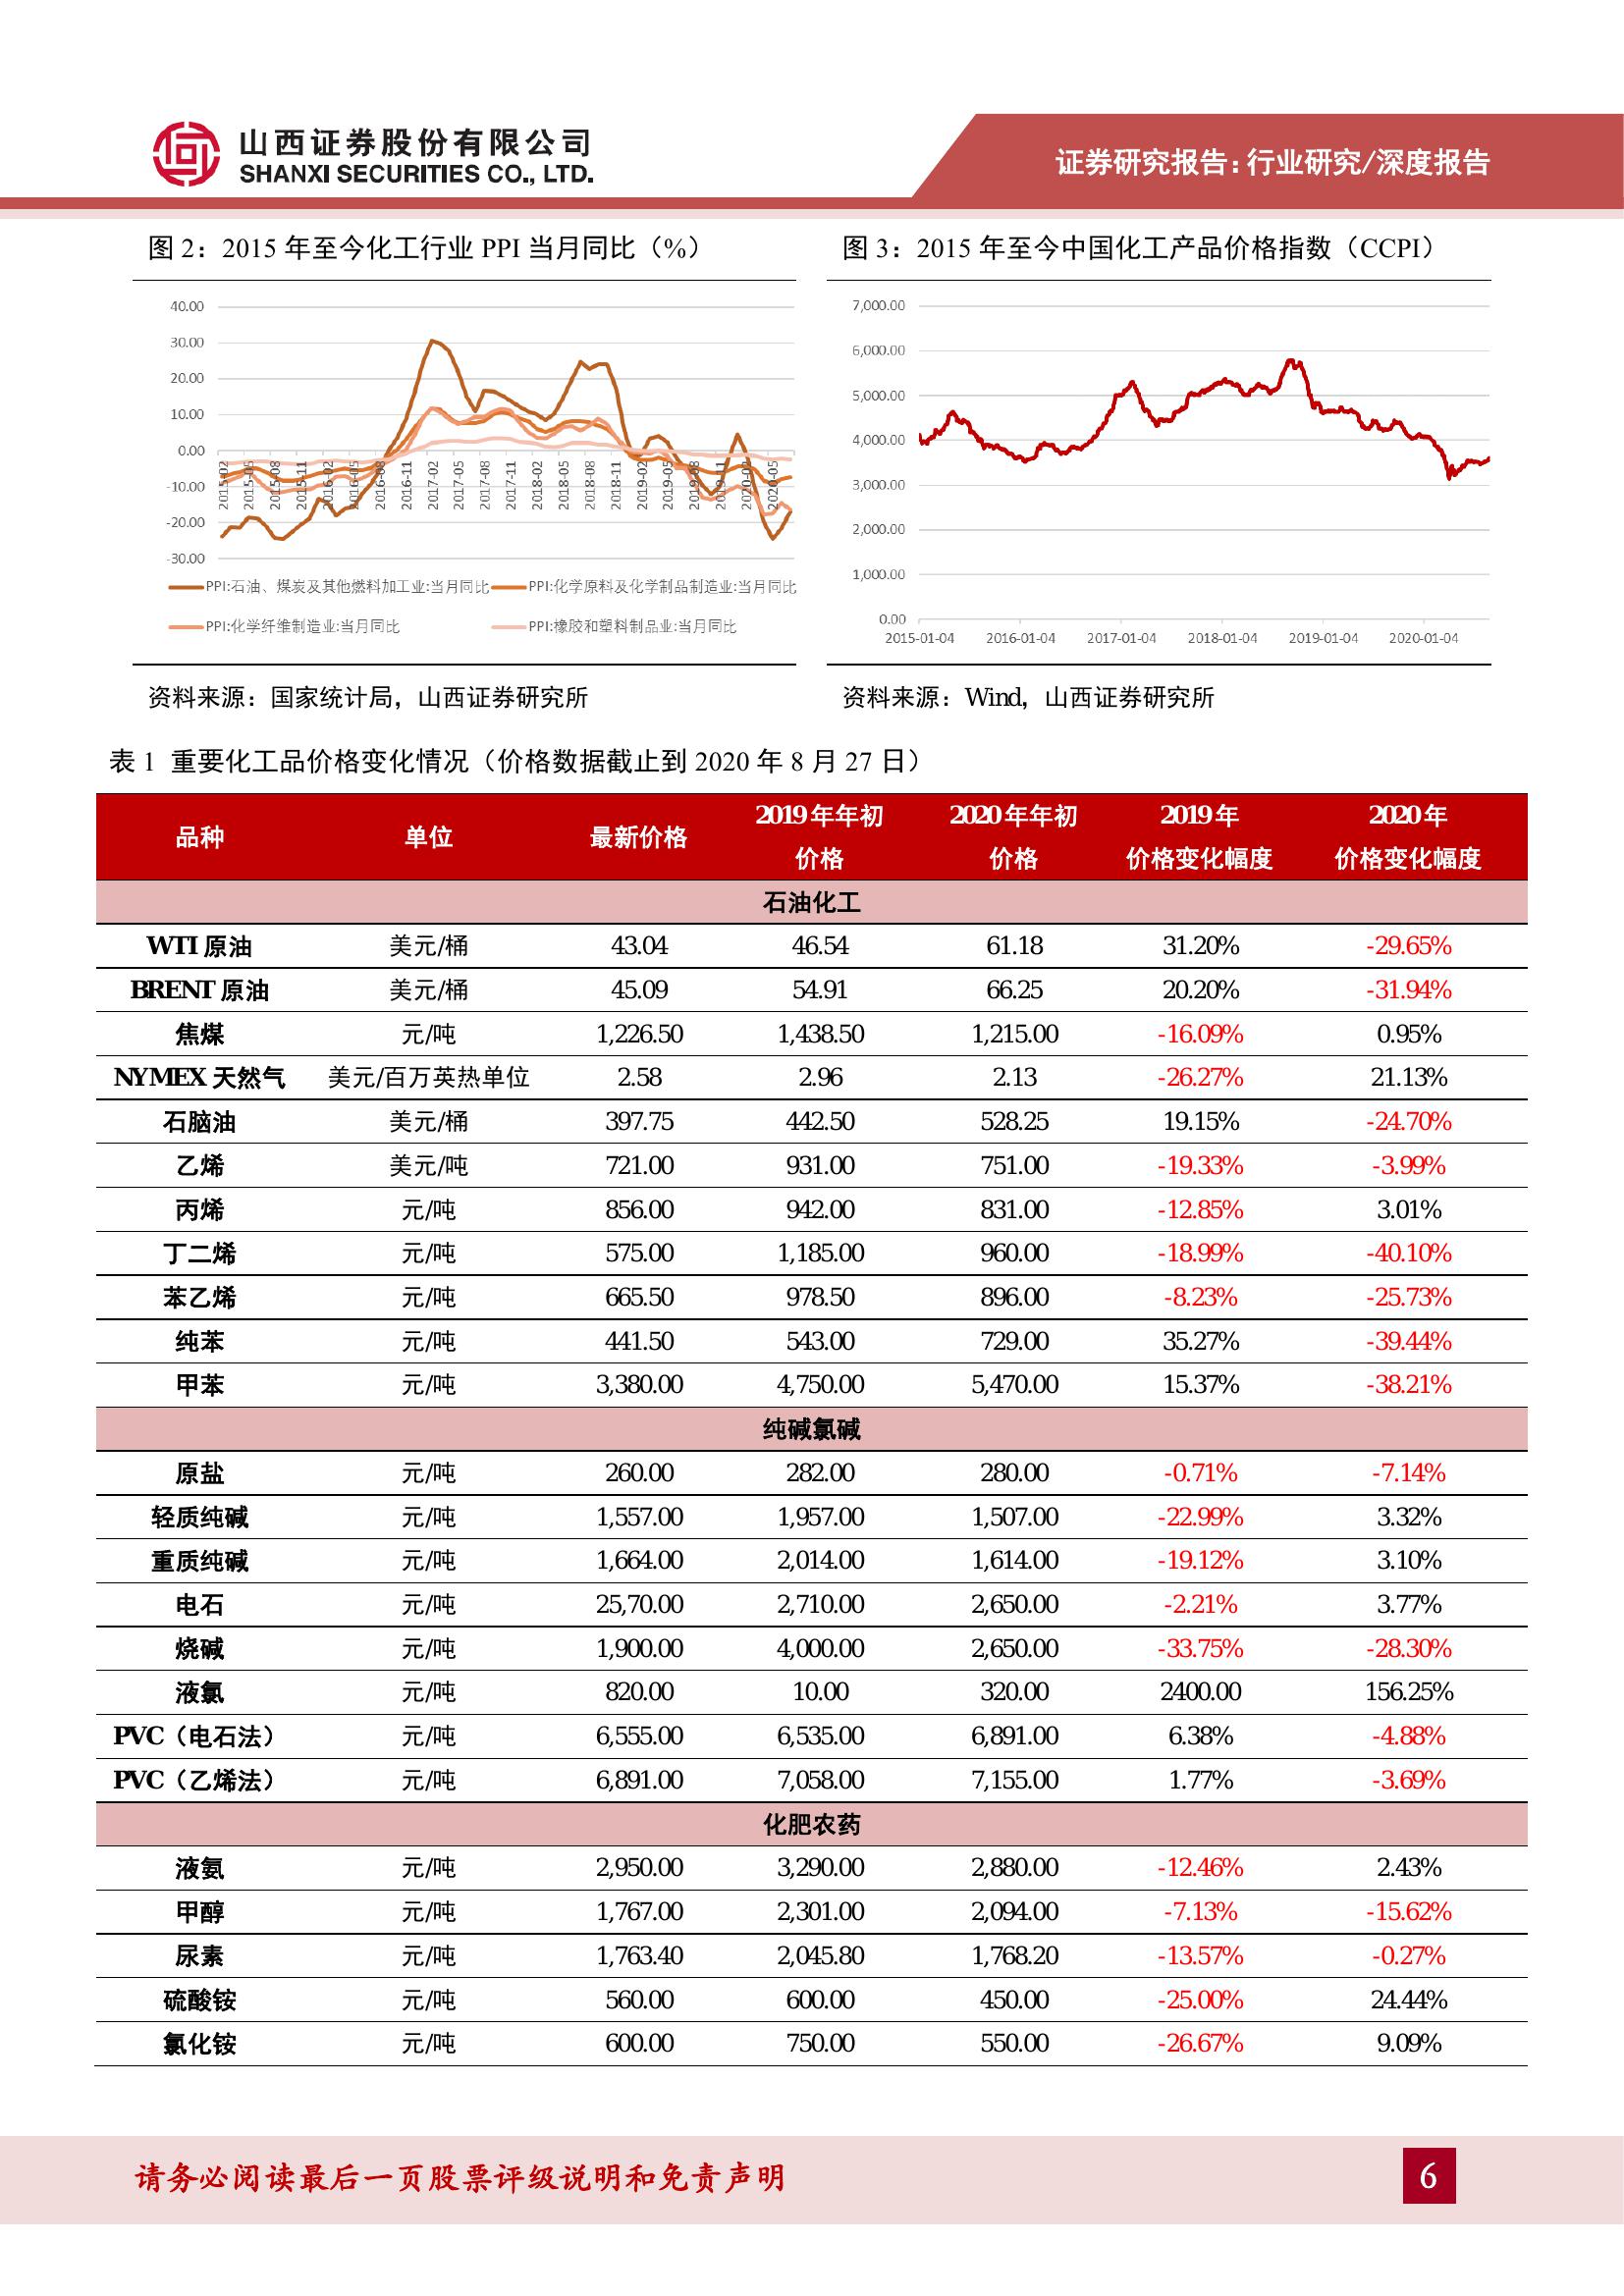 山西证券股份有限公司
SHANXI SECURITIES CO., LTD.
证券研究报告：行业研究/深度报告
图 2：2015 年至今化工行业 PPI 当月同比（%）
40.00
30.00
20.00
10.00
0.00
-10.00
-20.00
-30.00
2015-02 2015-05 2015-08 2015-11 2016-02 2016-05 2016-08 2016-11 2017-02 2017-05 2017-08 2017-11 2018-02 2018-05 2018-08 2018-11 2019-02 2019-05 2019-08 2019-11 2020-02 2020-05
PPI:石油、煤炭及其他燃料加工业:当月同比 PPI:化学原料及化学制品制造业:当月同比
PPI:化学纤维制造业:当月同比 PPI:橡胶和塑料制品业:当月同比
资料来源：国家统计局，山西证券研究所
图 3：2015 年至今中国化工产品价格指数（CCPI）
7,000.00
6,000.00
5,000.00
4,000.00
3,000.00
2,000.00
1,000.00
0.00
2015-01-04 2016-01-04 2017-01-04 2018-01-04 2019-01-04 2020-01-04
资料来源：Wind，山西证券研究所
表 1 重要化工品价格变化情况（价格数据截止到 2020 年 8 月 27 日）
品种 单位 最新价格 2019 年年初价格 2020 年年初价格 2019 年价格变化幅度 2020 年价格变化幅度
石油化工
WTI 原油 美元/桶 43.04 46.54 61.18 31.20% -29.65%
BRENT 原油 美元/桶 45.09 54.91 66.25 20.20% -31.94%
焦煤 元/吨 1,226.50 1,438.50 1,215.00 -16.09% 0.95%
NYMEX 天然气 美元/百万英热单位 2.58 2.96 2.13 -26.27% 21.13%
石脑油 美元/桶 397.75 442.50 528.25 19.15% -24.70%
乙烯 美元/吨 721.00 931.00 751.00 -19.33% -3.99%
丙烯 元/吨 856.00 942.00 831.00 -12.85% 3.01%
丁二烯 元/吨 575.00 1,185.00 960.00 -18.99% -40.10%
苯乙烯 元/吨 665.50 978.50 896.00 -8.23% -25.73%
纯苯 元/吨 441.50 543.00 729.00 35.27% -39.44%
甲苯 元/吨 3,380.00 4,750.00 5,470.00 15.37% -38.21%
纯碱氯碱
原盐 元/吨 260.00 282.00 280.00 -0.71% -7.14%
轻质纯碱 元/吨 1,557.00 1,957.00 1,507.00 -22.99% 3.32%
重质纯碱 元/吨 1,664.00 2,014.00 1,614.00 -19.12% 3.10%
电石 元/吨 25,70.00 2,710.00 2,650.00 -2.21% 3.77%
烧碱 元/吨 1,900.00 4,000.00 2,650.00 -33.75% -28.30%
液氯 元/吨 820.00 10.00 320.00 2400.00 156.25%
PVC（电石法） 元/吨 6,555.00 6,535.00 6,891.00 6.38% -4.88%
PVC（乙烯法） 元/吨 6,891.00 7,058.00 7,155.00 1.77% -3.69%
化肥农药
液氨 元/吨 2,950.00 3,290.00 2,880.00 -12.46% 2.43%
甲醇 元/吨 1,767.00 2,301.00 2,094.00 -7.13% -15.62%
尿素 元/吨 1,763.40 2,045.80 1,768.20 -13.57% -0.27%
硫酸铵 元/吨 560.00 600.00 450.00 -25.00% 24.44%
氯化铵 元/吨 600.00 750.00 550.00 -26.67% 9.09%
请务必阅读最后一页股票评级说明和免责声明
6